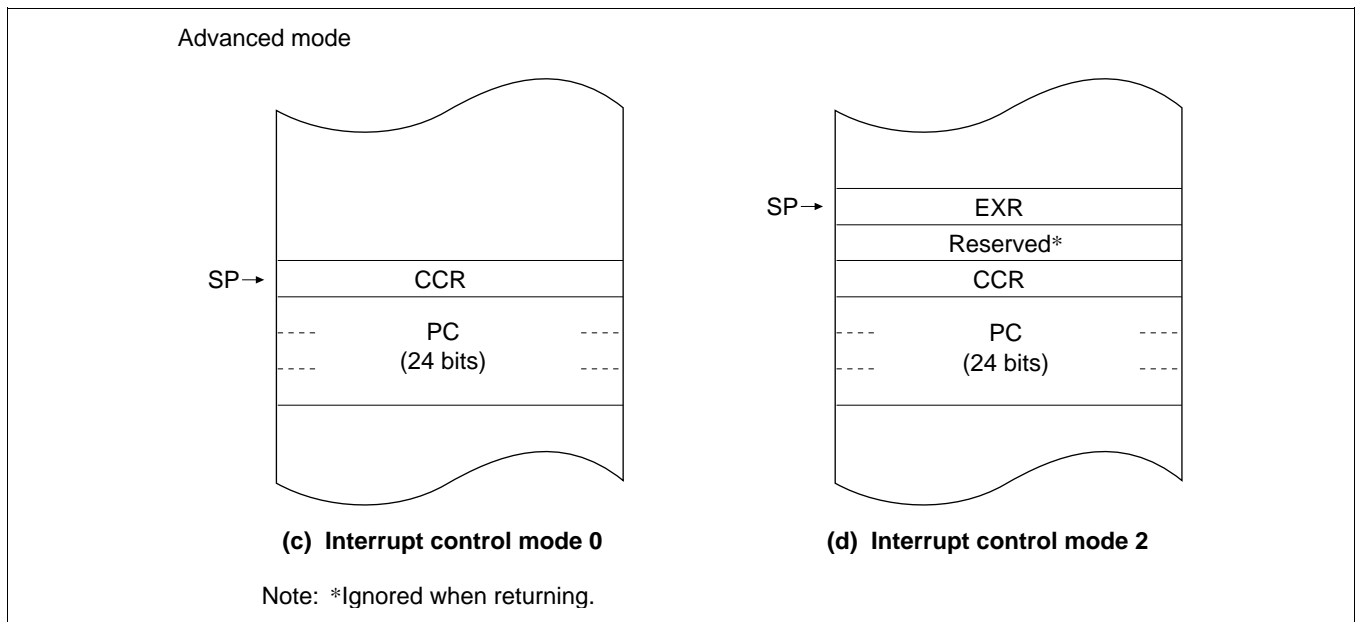 Advanced mode
SP→ EXR
Reserved*
SP→ CCR CCR
PC PC
(24 bits) (24 bits)
(c) Interrupt control mode 0 (d) Interrupt control mode 2
Note: *Ignored when returning.